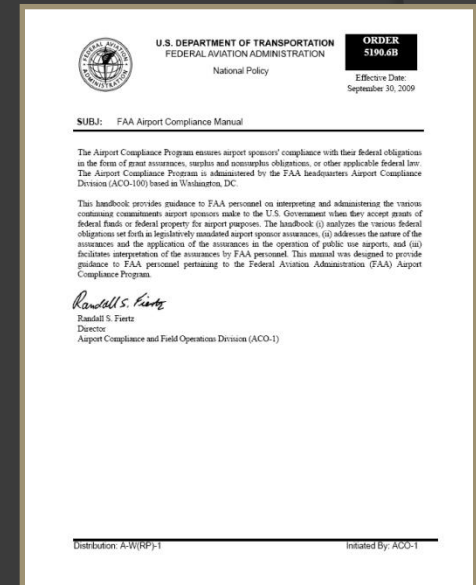 FEDERAL AVIATION
ADMINISTRATION
U.S. DEPARTMENT OF TRANSPORTATION
FEDERAL AVIATION ADMINISTRATION
National Policy
ORDER
5190.6B
Effective Date:
September 30, 2009
SUBJ: FAA Airport Compliance Manual
The Airport Compliance Program ensures airport sponsors' compliance with their federal obligations
in the form of grant assurances, surplus and nonsurplus obligations, or other applicable federal law.
The Airport Compliance Program is administered by the FAA headquarters Airport Compliance
Division (ACO-100) based in Washington, DC.
This handbook provides guidance to FAA personnel on interpreting and administering the various
continuing commitments airport sponsors make to the U.S. Government when they accept grants of
federal funds or federal property for airport purposes. The handbook (i) analyzes the various federal
obligations set forth in legislatively mandated airport sponsor assurances, (ii) addresses the nature of the
assurances and the application of the assurances in the operation of public use airports, and (iii)
facilitates interpretation of the assurances by FAA personnel. This manual was designed to provide
guidance to FAA personnel pertaining to the Federal Aviation Administration (FAA) Airport
Compliance Program.
Randall S. Fiertz
Randall S. Fiertz
Director
Airport Compliance and Field Operations Division (ACO-1)
Distribution: A-W(RP)-1 Initiated By: ACO-1